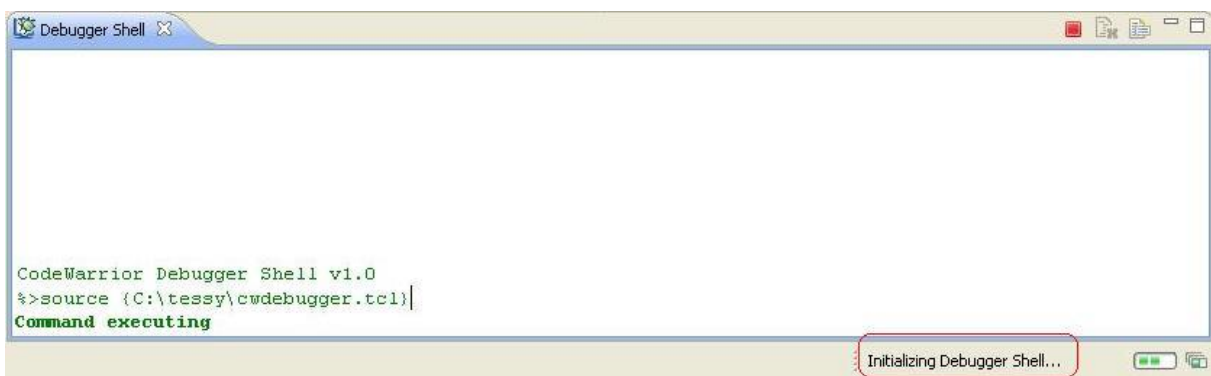 Debugger Shell
CodeWarrior Debugger Shell v1.0
%>source {C:\tessy\cwdebugger.tcl}
Command executing
Initializing Debugger Shell...